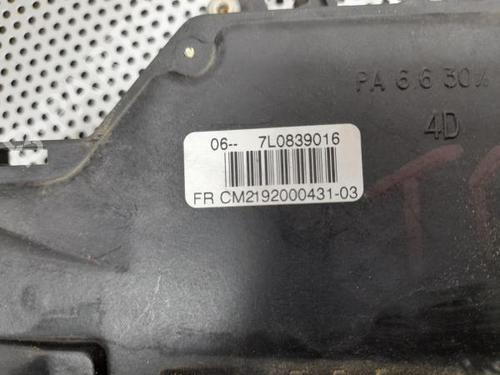 PA 6 6 30%
4D
06-- 7L0839016
FR CM2192000431-03